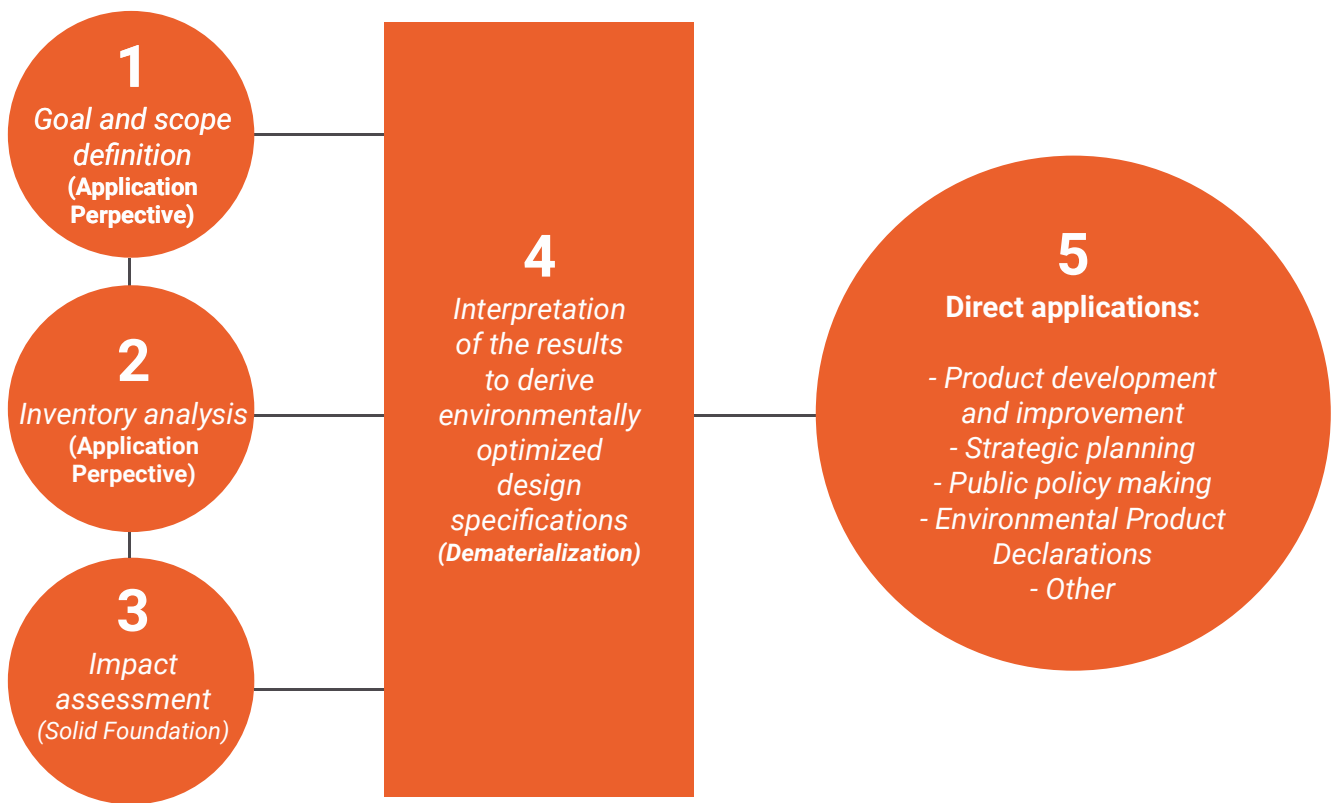 1
Goal and scope
definition
(Application
Perpective)
2
Inventory analysis
(Application
Perpective)
3
Impact
assessment
(Solid Foundation)
4
Interpretation
of the results
to derive
environmentally
optimized
design
specifications
(Dematerialization)
5
Direct applications:
- Product development
and improvement
- Strategic planning
- Public policy making
- Environmental Product
Declarations
- Other